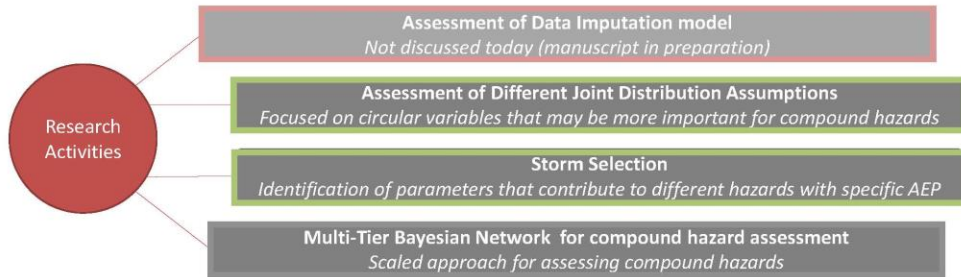 Assessment of Data Imputation model
Not discussed today (manuscript in preparation)
Assessment of Different Joint Distribution Assumptions
Focused on circular variables that may be more important for compound hazards
Research
Activities
Storm Selection
Identification of parameters that contribute to different hazards with specific AEP
Multi-Tier Bayesian Network for compound hazard assessment
Scaled approach for assessing compound hazards